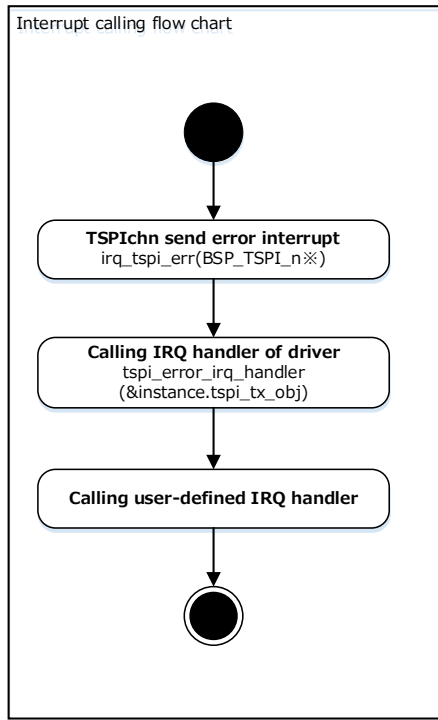 Interrupt calling flow chart
TSPIchn send error interrupt
irq_tspi_err(BSP_TSPI_n※)
Calling IRQ handler of driver
tspi_error_irq_handler
(&instance.tspi_tx_obj)
Calling user-defined IRQ handler